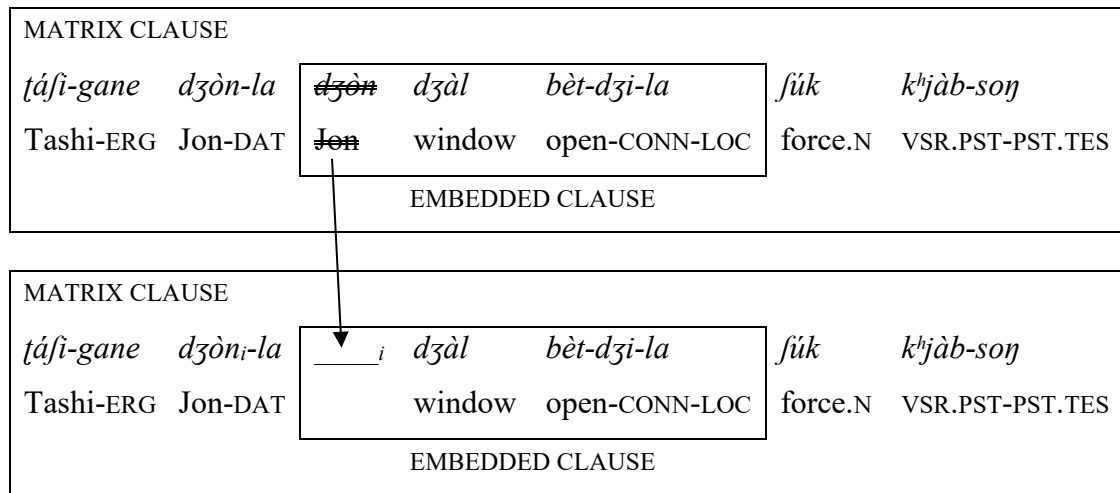 MATRIX CLAUSE
ʈáʃi-gane dʒòn-la dʒòn dʒàl bèt-dʒi-la ʃúk kʰjàb-soŋ
Tashi-ERG Jon-DAT Jon window open-CONN-LOC force.N VSR.PST-PST.TES
EMBEDDED CLAUSE
MATRIX CLAUSE
ʈáʃi-gane dʒònᵢ-la _____ᵢ dʒàl bèt-dʒi-la ʃúk kʰjàb-soŋ
Tashi-ERG Jon-DAT window open-CONN-LOC force.N VSR.PST-PST.TES
EMBEDDED CLAUSE